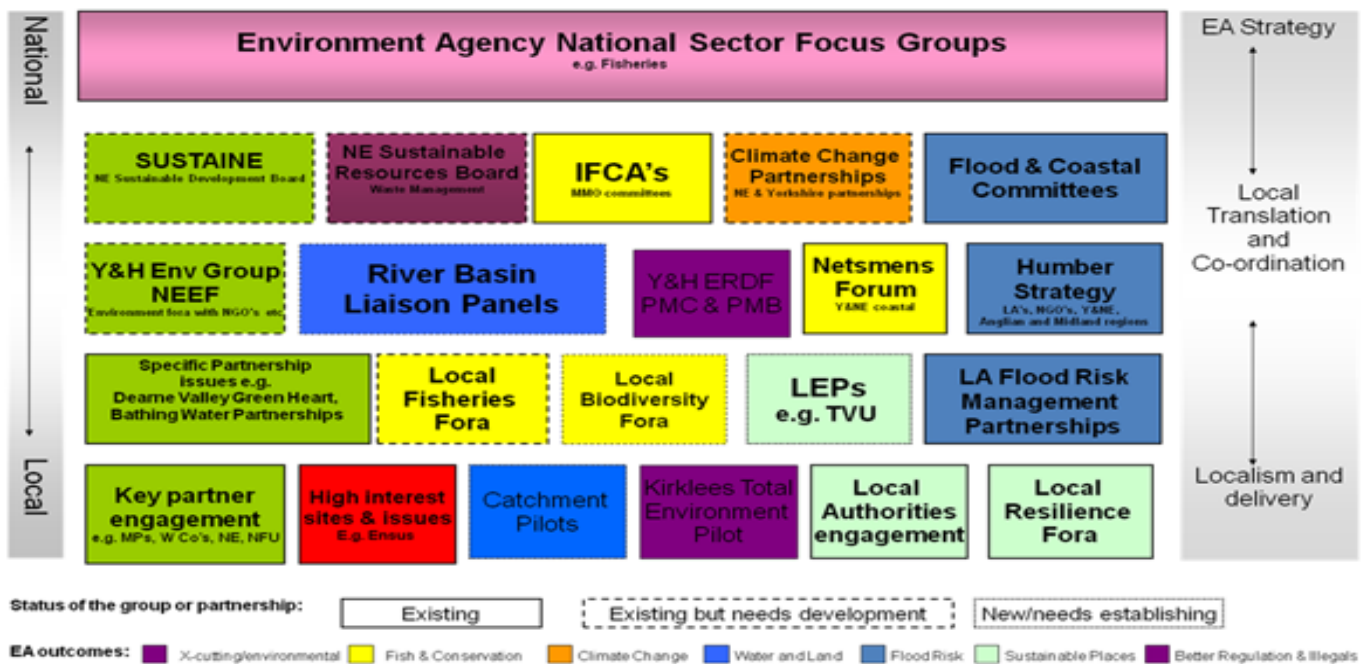 National
Local
Environment Agency National Sector Focus Groups
e.g. Fisheries
SUSTAINE
NE Sustainable Development Board
NE Sustainable
Resources Board
Waste Management
IFCA's
MMO committees
Climate Change
Partnerships
NE & Yorkshire partnerships
Flood & Coastal
Committees
Y&H Env Group
NEEF
Environment fora with NGO's etc
River Basin
Liaison Panels
Y&H ERDF
PMC & PMB
Netsmens
Forum
Y&NE coastal
Humber
Strategy
LA's, NGO's, Y&NE,
Anglian and Midland regions
Specific Partnership
issues e.g.
Dearne Valley Green Heart,
Bathing Water Partnerships
Local
Fisheries
Fora
Local
Biodiversity
Fora
LEPs
e.g. TVU
LA Flood Risk
Management
Partnerships
Key partner
engagement
e.g. MPs, W Co's, NE, NFU
High interest
sites & issues
E.g. Ensus
Catchment
Pilots
Kirklees Total
Environment
Pilot
Local
Authorities
engagement
Local
Resilience
Fora
EA Strategy
Local
Translation
and
Co-ordination
Localism and
delivery
Status of the group or partnership:
Existing
Existing but needs development
New/needs establishing
EA outcomes:
X-cutting/environmental
Fish & Conservation
Climate Change
Water and Land
Flood Risk
Sustainable Places
Better Regulation & Illegals